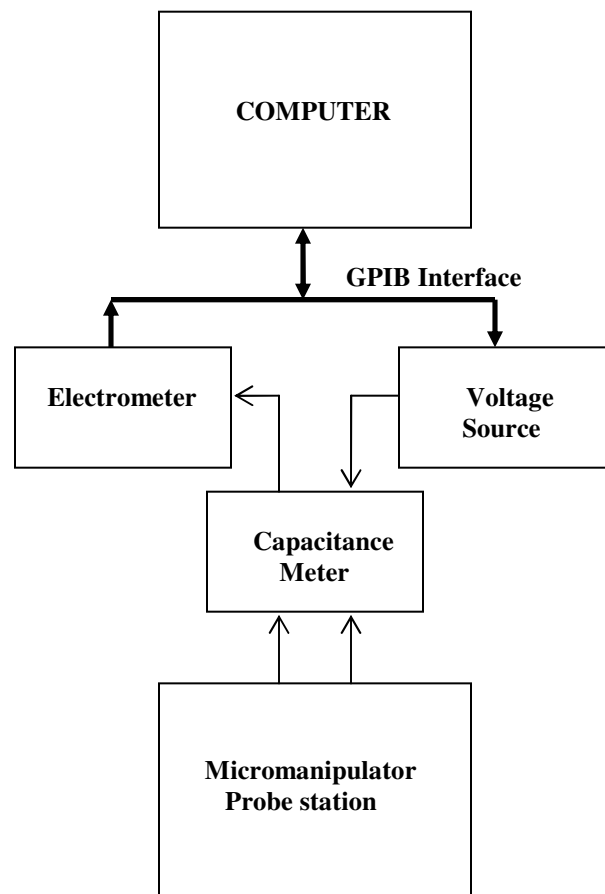 COMPUTER
GPIB Interface
Electrometer
Voltage
Source
Capacitance
Meter
Micromanipulator
Probe station